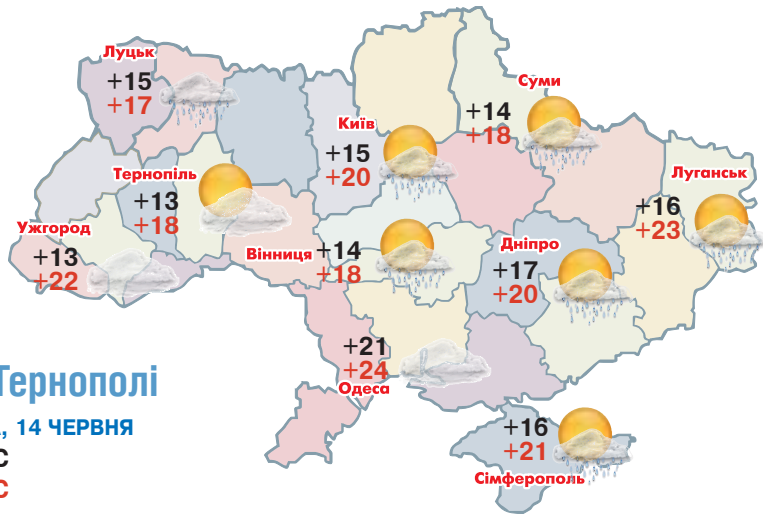 Луцьк
+15
+17
Суми
+14
+18
Київ
+15
+20
Тернопіль
+13
+18
Луганськ
+16
+23
Ужгород
+13
+22
Вінниця
+14
+18
Дніпро
+17
+20
+21
+24
Одеса
Тернополі
, 14 ЧЕРВНЯ
С
С
+16
+21
Сімферополь